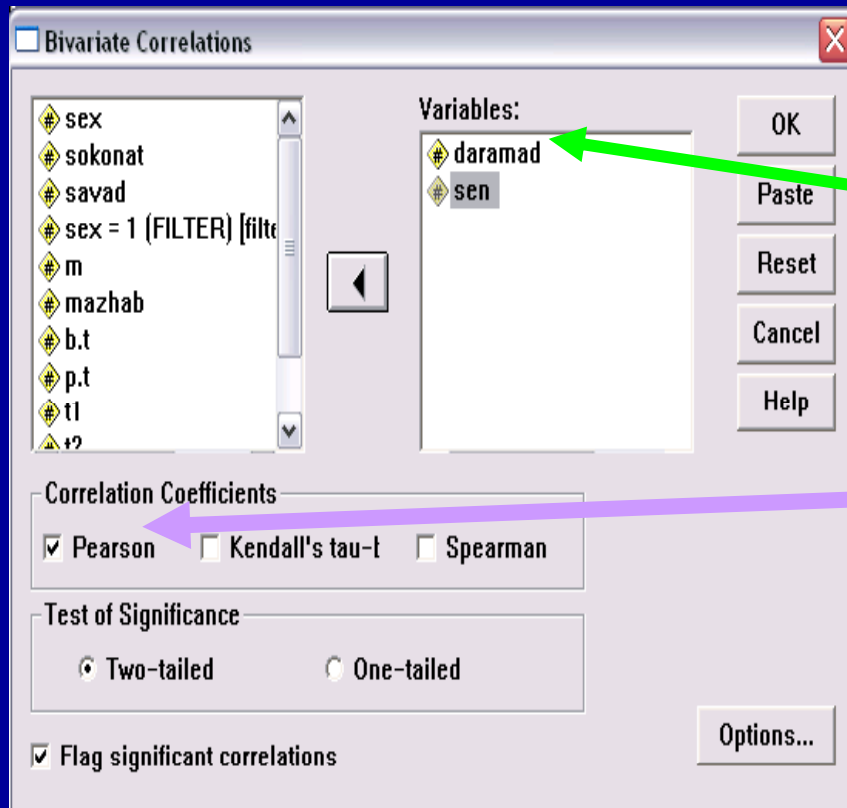 Bivariate Correlations
sex
sokonat
savad
sex = 1 (FILTER) [filte
m
mazhab
b.t
p.t
t1
t2
Variables:
daramad
sen
OK
Paste
Reset
Cancel
Help
Correlation Coefficients
Pearson Kendall's tau-b Spearman
Test of Significance
Two-tailed One-tailed
Flag significant correlations
Options...